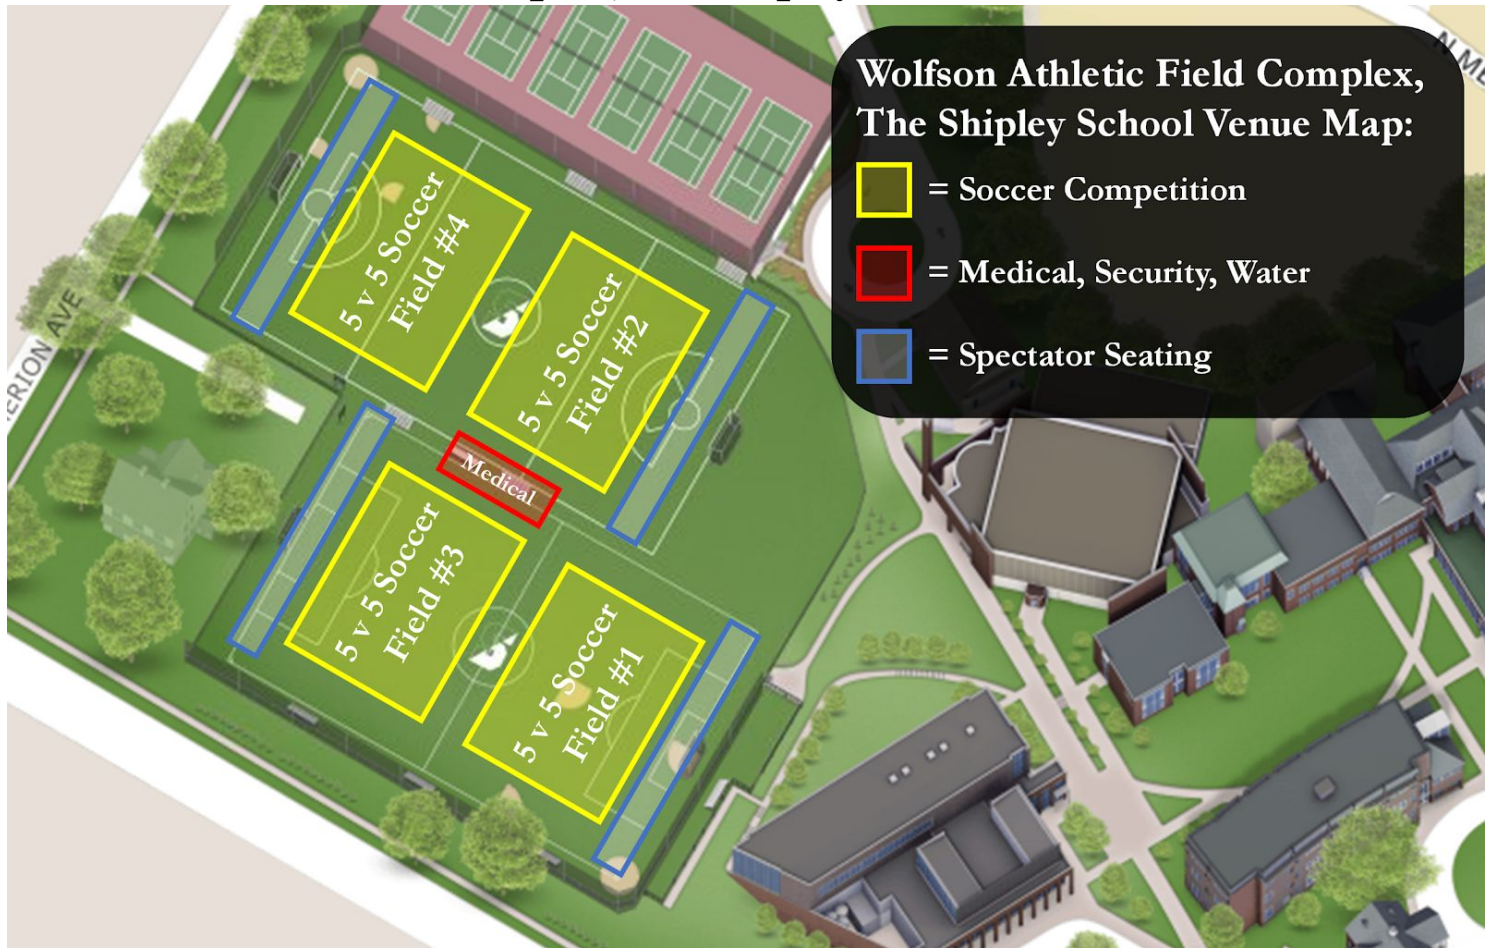 Wolfson Athletic Field Complex,
The Shipley School Venue Map:
= Soccer Competition
= Medical, Security, Water
= Spectator Seating
5 v 5 Soccer
Field #4
5 v 5 Soccer
Field #2
Medical
5 v 5 Soccer
Field #3
5 v 5 Soccer
Field #1
ERION AVE
N ME